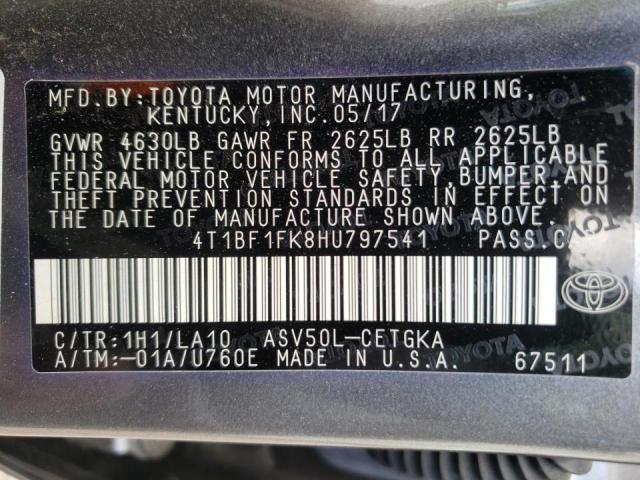 MFD. BY: TOYOTA MOTOR MANUFACTURING,
KENTUCKY, INC. 05/17
GVWR 4630LB GAWR FR 2625LB RR 2625LB
THIS VEHICLE CONFORMS TO ALL APPLICABLE
FEDERAL MOTOR VEHICLE SAFETY, BUMPER, AND
THEFT PREVENTION STANDARDS IN EFFECT ON
THE DATE OF MANUFACTURE SHOWN ABOVE.
4T1BF1FK8HU797541 PASS.C/
C/TR:1H1/LA10 ASV50L-CETGKA
A/TM:-01A/U760E MADE IN U.S.A. 67511